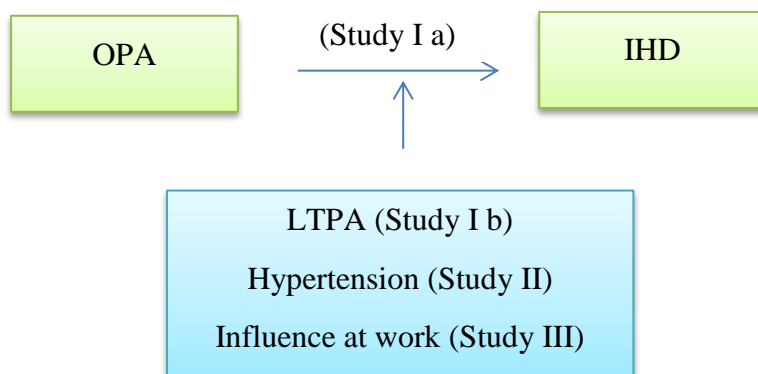 (Study I a)
OPA
IHD
LTPA (Study I b)
Hypertension (Study II)
Influence at work (Study III)